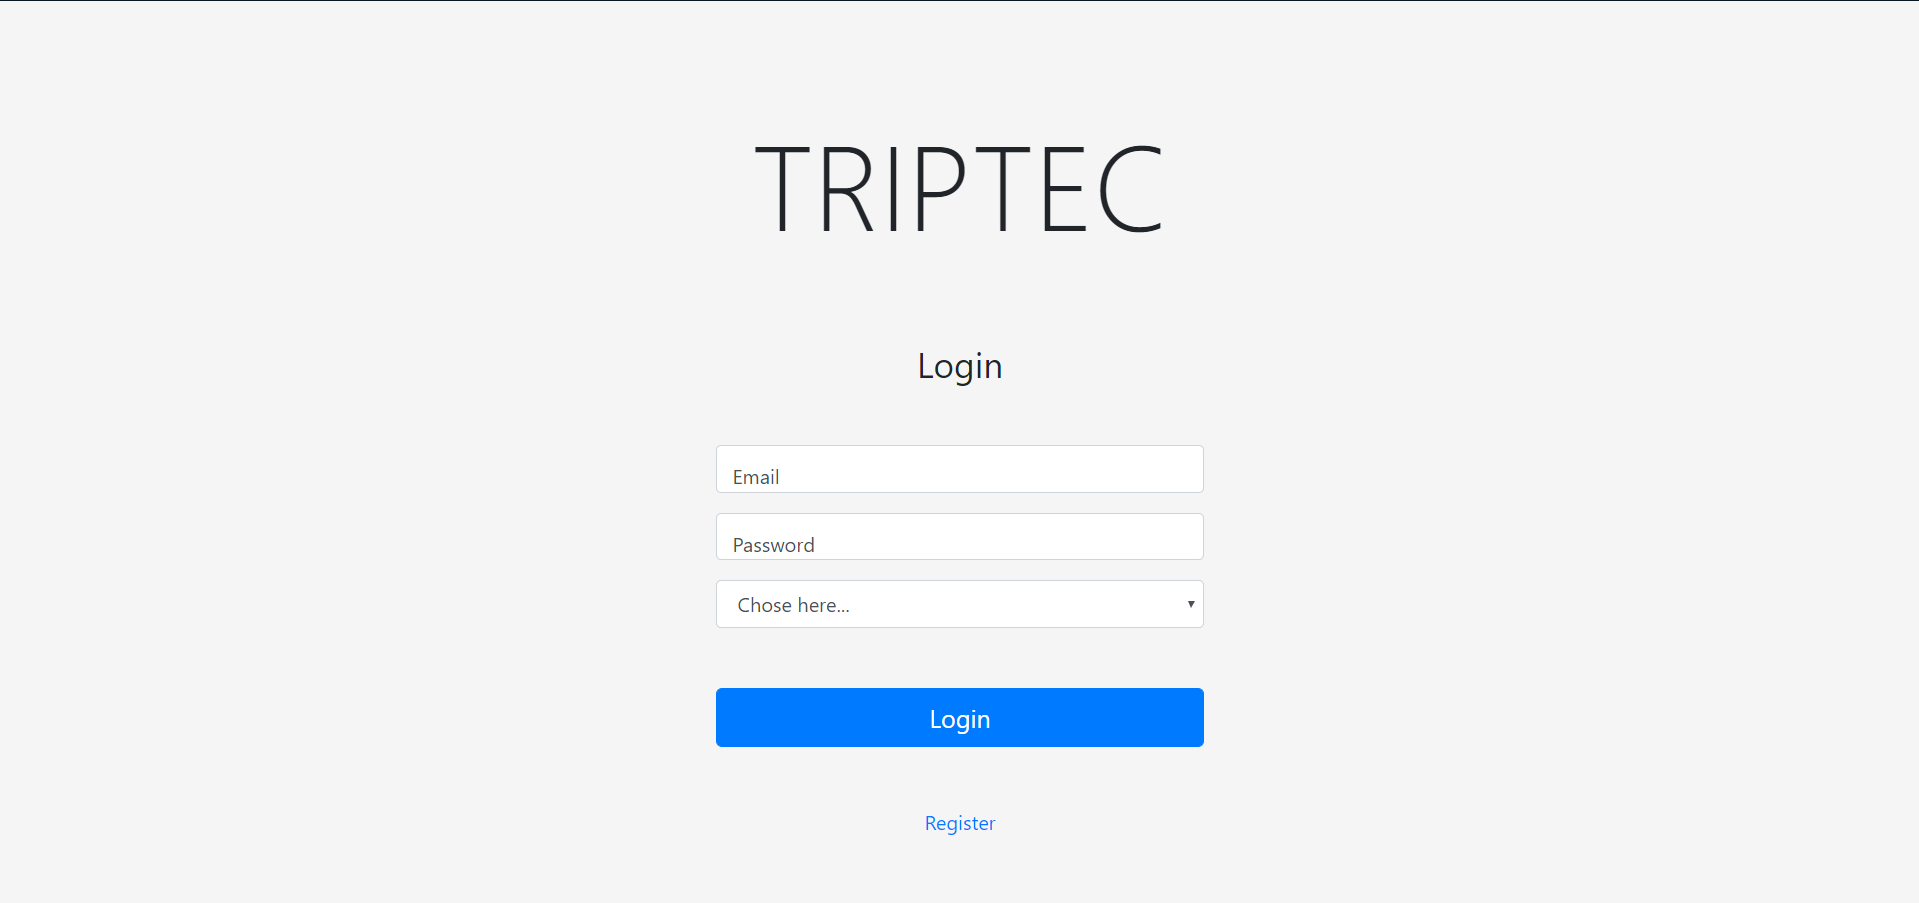 TRIPTEC
Login
Email
Password
Chose here...
Login
Register